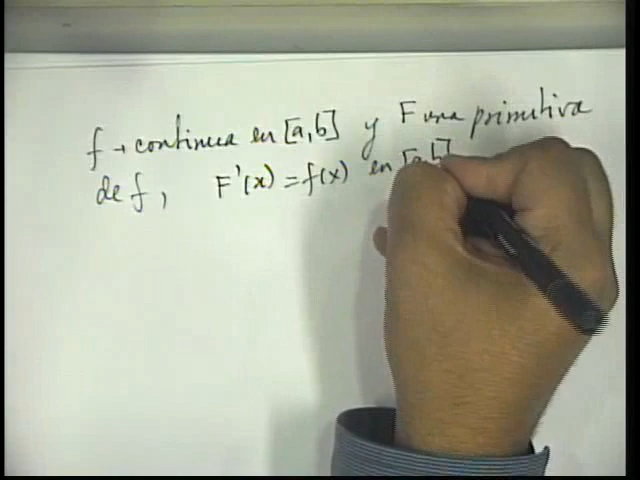 f → continua en [a,b] y F una primitiva
de f, F'(x) = f(x) en [a,b]